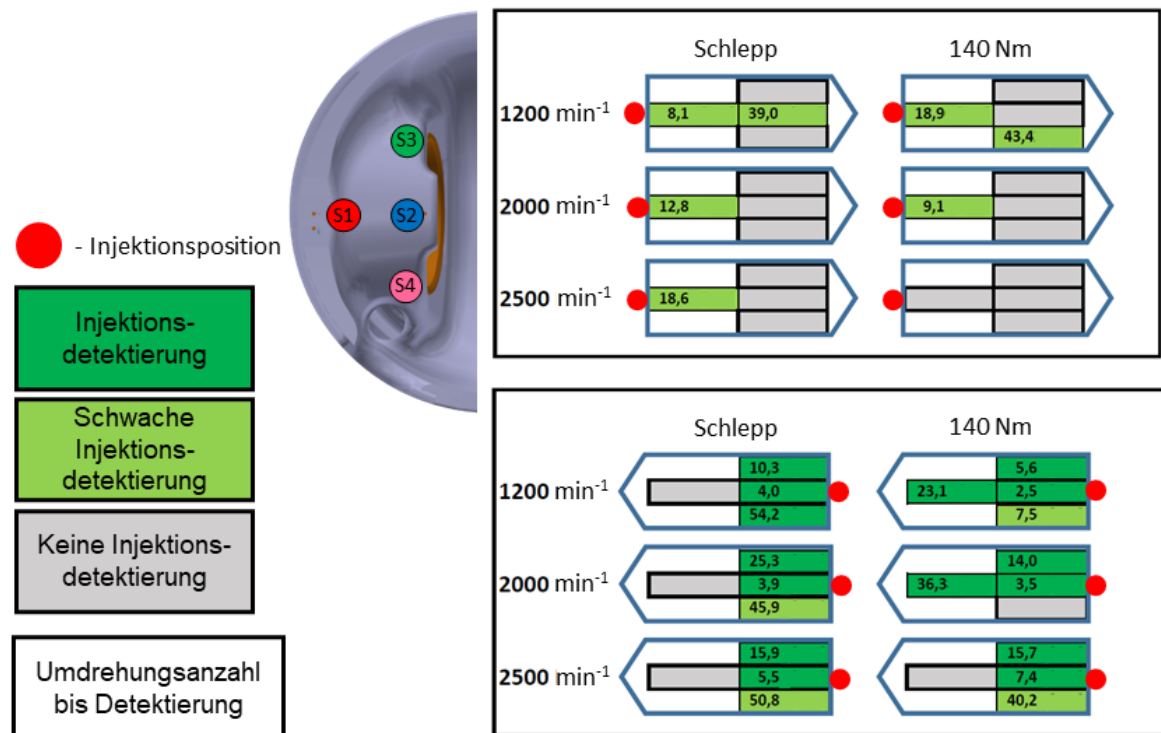 S3
S1
S2
S4
- Injektionsposition
Injektions-
detektierung
Schwache
Injektions-
detektierung
Keine Injektions-
detektierung
Umdrehungsanzahl
bis Detektierung
Schlepp 140 Nm
1200 min⁻¹ 8,1 39,0 18,9 43,4
2000 min⁻¹ 12,8 9,1
2500 min⁻¹ 18,6
Schlepp 140 Nm
10,3 5,6
1200 min⁻¹ 4,0 23,1 2,5
54,2 7,5
25,3 14,0
2000 min⁻¹ 3,9 36,3 3,5
45,9
15,9 15,7
2500 min⁻¹ 5,5 7,4
50,8 40,2